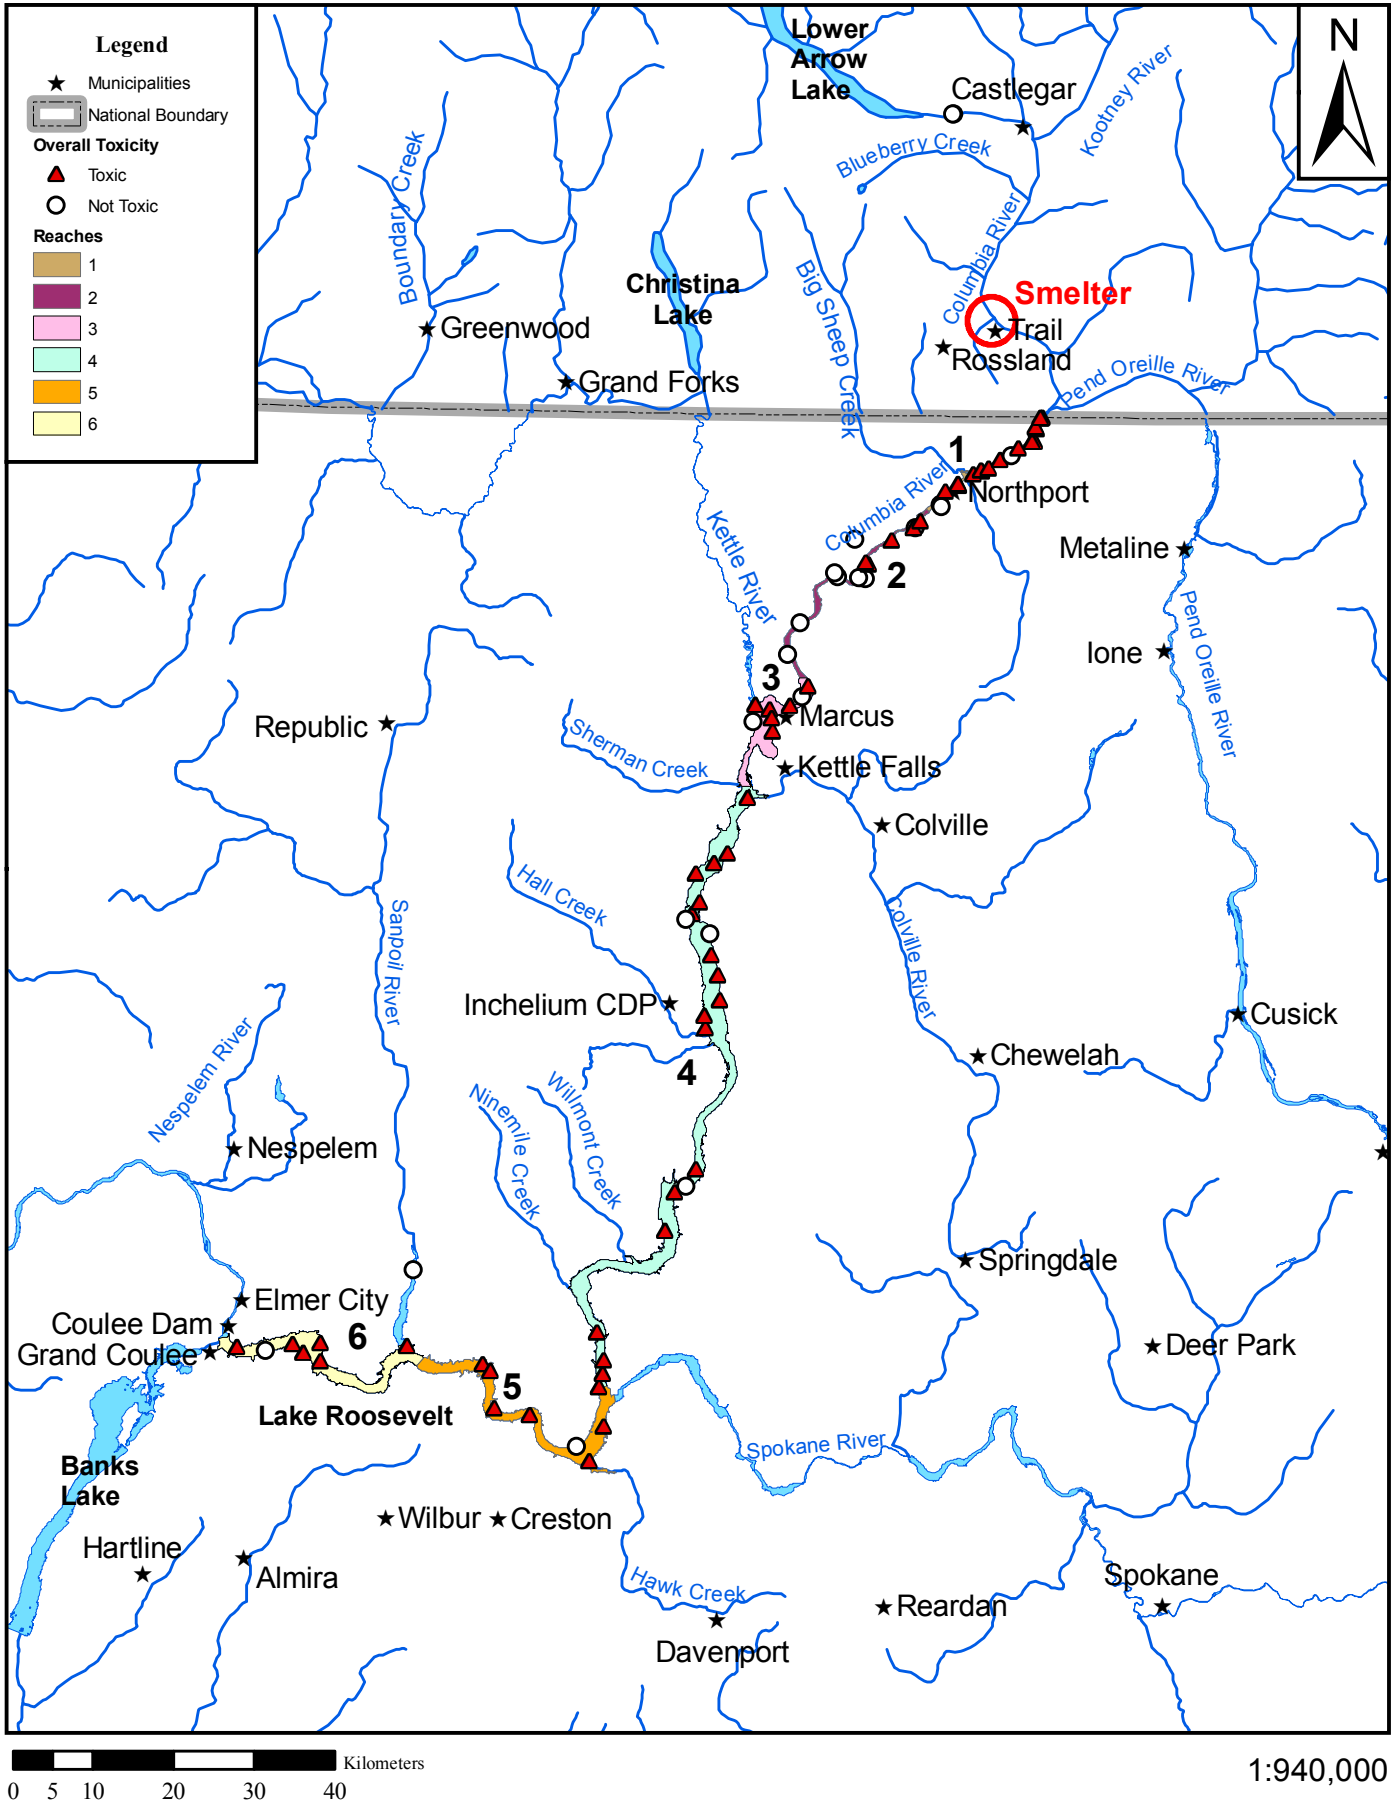 Legend
Municipalities
National Boundary
Overall Toxicity
Toxic
Not Toxic
Reaches
1
2
3
4
5
6
N
Lower
Arrow
Lake
Castlegar
Kootney River
Blueberry Creek
Boundary Creek
Columbia River
Christina
Lake
Big Sheep Creek
Smelter
Trail
Rossland
Greenwood
Grand Forks
Pend Oreille River
1
Northport
Columbia River
Kettle River
2
Metaline
Pend Oreille River
Ione
3
Marcus
Republic
Sherman Creek
Kettle Falls
Colville
Hall Creek
Colville River
Sanpoil River
Inchelium CDP
Cusick
Nespelem River
Chewelah
4
Wilmont Creek
Ninemile Creek
Nespelem
Springdale
Elmer City
Coulee Dam
Grand Coulee
6
Deer Park
5
Lake Roosevelt
Spokane River
Banks
Lake
Wilbur
Creston
Hartline
Almira
Hawk Creek
Spokane
Reardan
Davenport
Kilometers
0 5 10 20 30 40
1:940,000